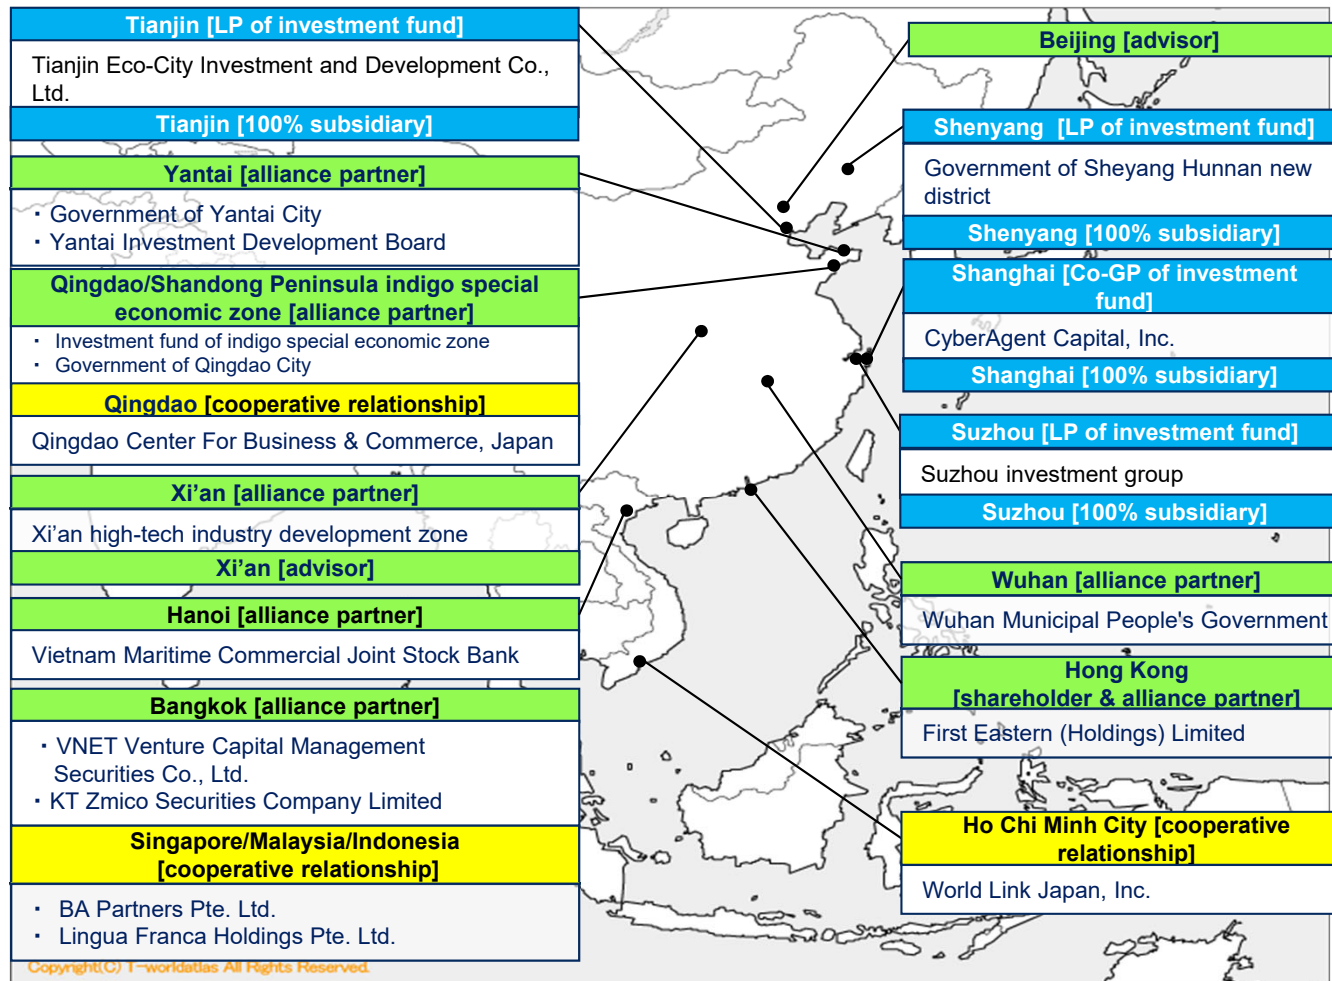 Tianjin [LP of investment fund]
Tianjin Eco-City Investment and Development Co.,
Ltd.
Tianjin [100% subsidiary]
Yantai [alliance partner]
・Government of Yantai City
・Yantai Investment Development Board
Qingdao/Shandong Peninsula indigo special
economic zone [alliance partner]
・ Investment fund of indigo special economic zone
・ Government of Qingdao City
Qingdao [cooperative relationship]
Qingdao Center For Business & Commerce, Japan
Xi’an [alliance partner]
Xi’an high-tech industry development zone
Xi’an [advisor]
Hanoi [alliance partner]
Vietnam Maritime Commercial Joint Stock Bank
Bangkok [alliance partner]
・VNET Venture Capital Management
Securities Co., Ltd.
・KT Zmico Securities Company Limited
Singapore/Malaysia/Indonesia
[cooperative relationship]
・ BA Partners Pte. Ltd.
・ Lingua Franca Holdings Pte. Ltd.
Copyright(C) T-worldatlas All Rights Reserved.
Beijing [advisor]
Shenyang [LP of investment fund]
Government of Sheyang Hunnan new
district
Shenyang [100% subsidiary]
Shanghai [Co-GP of investment
fund]
CyberAgent Capital, Inc.
Shanghai [100% subsidiary]
Suzhou [LP of investment fund]
Suzhou investment group
Suzhou [100% subsidiary]
Wuhan [alliance partner]
Wuhan Municipal People's Government
Hong Kong
[shareholder & alliance partner]
First Eastern (Holdings) Limited
Ho Chi Minh City [cooperative
relationship]
World Link Japan, Inc.